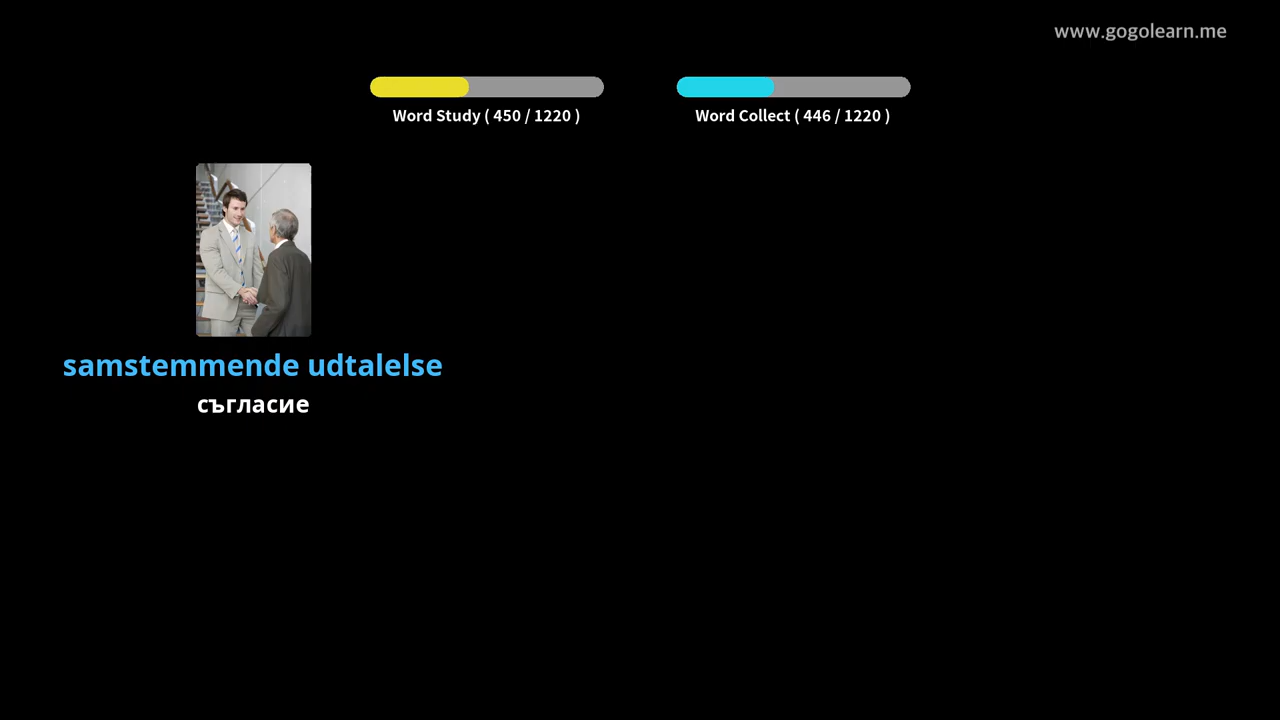 www.gogolearn.me
Word Study ( 450 / 1220 )
Word Collect ( 446 / 1220 )
samstemmende udtalelse
съгласие